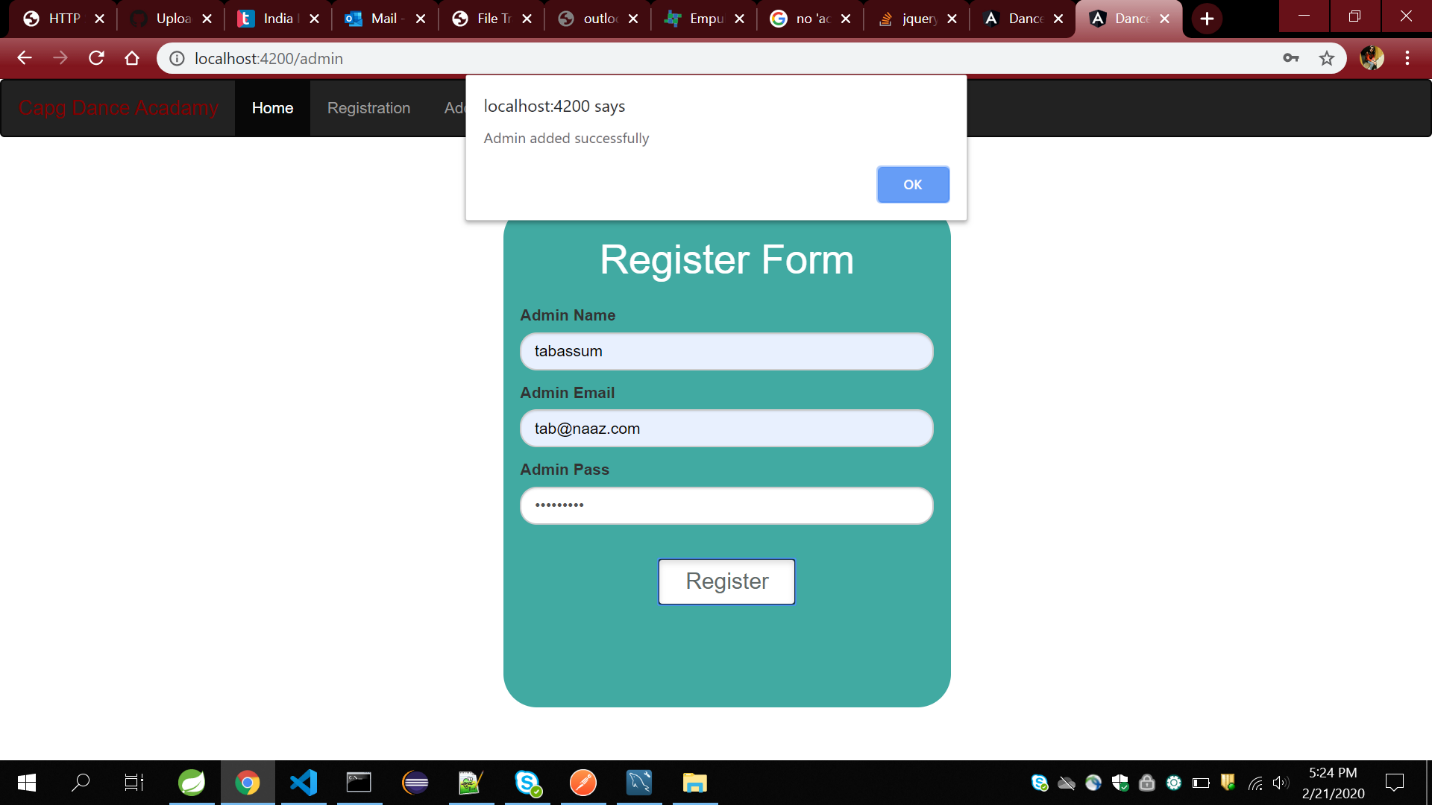 HTTP
Uploa
India
Mail -
File Tr
outloo
Empu
no 'ac
jquery
Dance
Dance
localhost:4200/admin
Capg Dance Acadamy
Home
Registration
localhost:4200 says
Admin added successfully
OK
Register Form
Admin Name
tabassum
Admin Email
tab@naaz.com
Admin Pass
Register
5:24 PM
2/21/2020